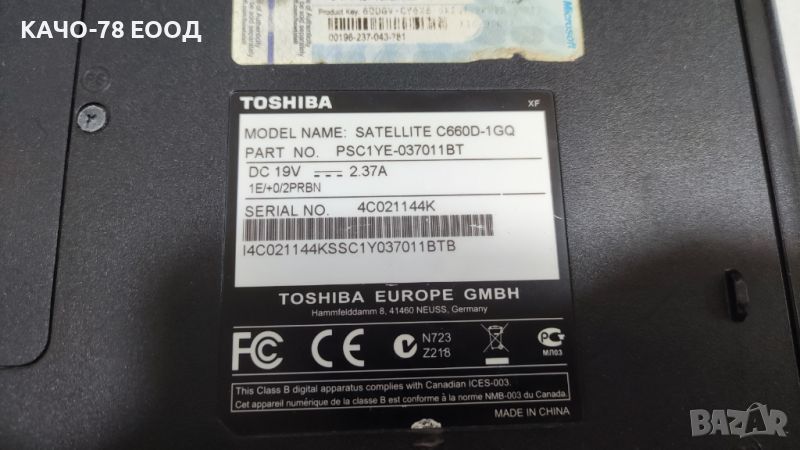 КАЧО-78 ЕООД
Product Key:
00196-237-043-781
Microsoft
TOSHIBA
XF
MODEL NAME: SATELLITE C660D-1GQ
PART NO. PSC1YE-037011BT
DC 19V 2.37A
1E/+0/2PRBN
SERIAL NO. 4C021144K
I4C021144KSSC1Y037011BTB
TOSHIBA EUROPE GMBH
Hammfelddamm 8, 41460 NEUSS, Germany
FC CE N723
Z218
МЛ03
This Class B digital apparatus complies with Canadian ICES-003.
Cet appareil numérique de la classe B est conforme à la norme NMB-003 du Canada.
MADE IN CHINA
BAZAR